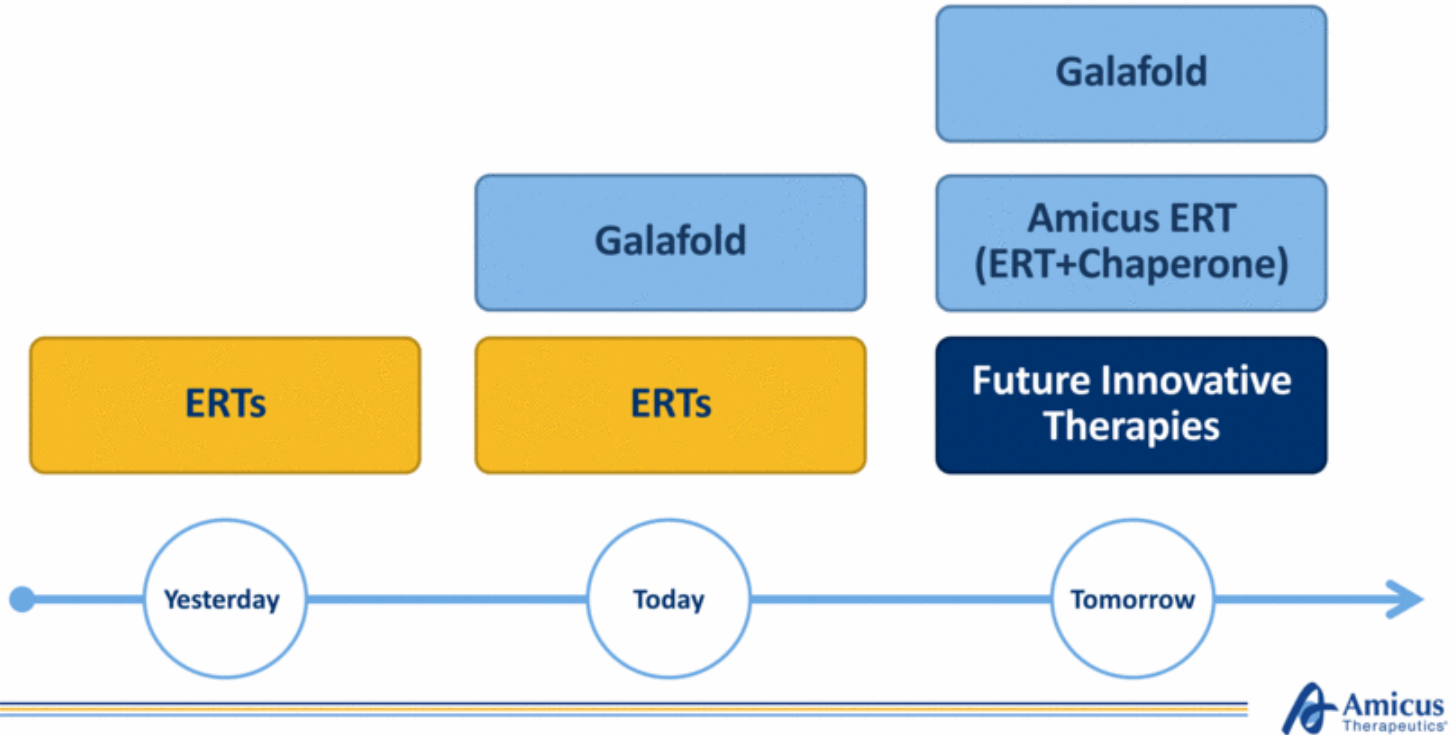 Galafold
Galafold
Amicus ERT
(ERT+Chaperone)
ERTs
ERTs
Future Innovative
Therapies
Yesterday
Today
Tomorrow
Amicus
Therapeutics®